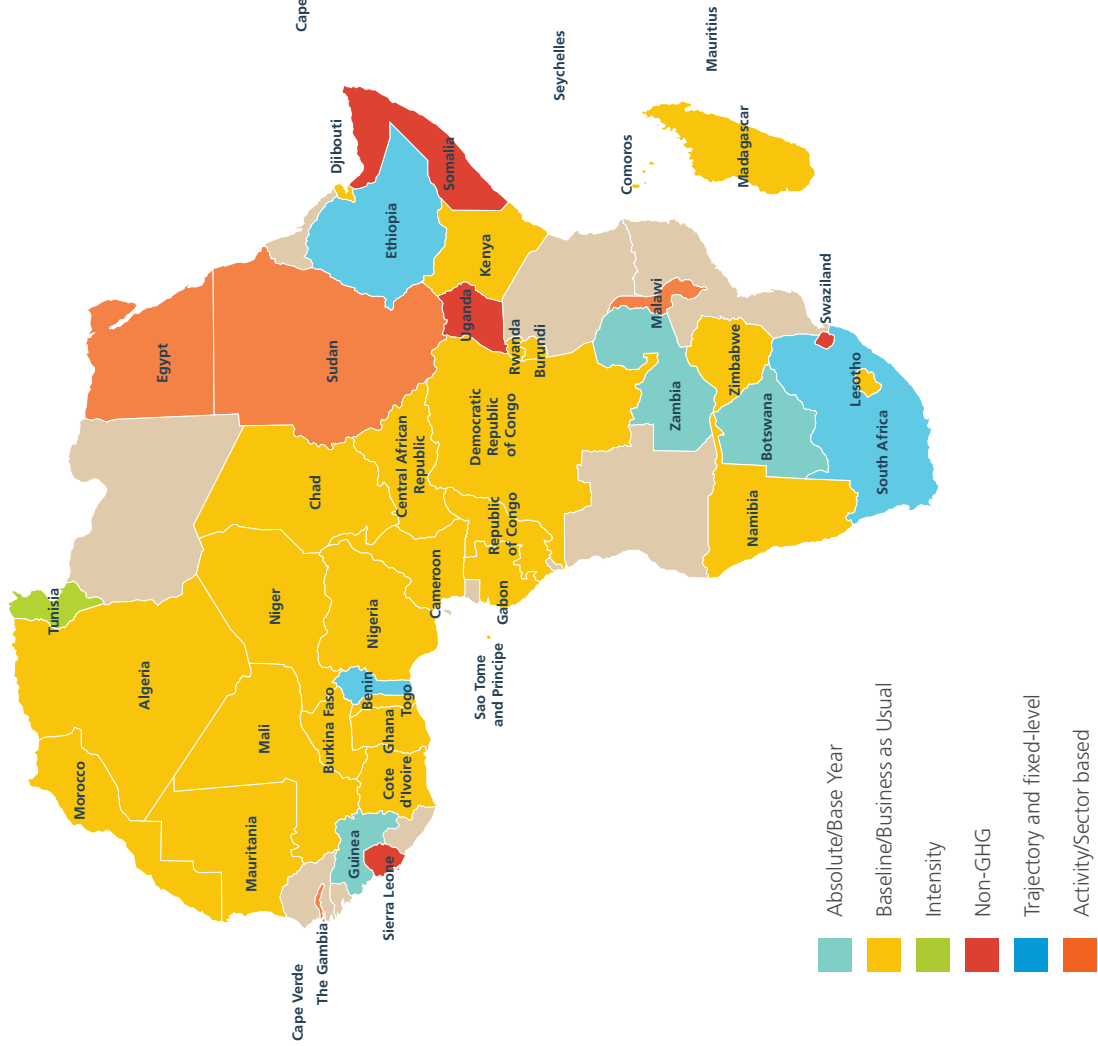 Tunisia
Morocco
Algeria
Egypt
Mauritania
Mali
Niger
Cape Verde
Cape
Chad
The Gambia
Burkina Faso
Sudan
Djibouti
Guinea
Benin
Nigeria
Sierra Leone
Cote
d'Ivoire
Ghana
Ethiopia
Togo
Central African
Republic
Cameroon
Somalia
Uganda
Sao Tome
and Principe
Democratic
Republic
of Congo
Kenya
Gabon
Republic
of Congo
Rwanda
Burundi
Seychelles
Comoros
Malawi
Zambia
Mauritius
Zimbabwe
Madagascar
Namibia
Botswana
Swaziland
Lesotho
South Africa
Absolute/Base Year
Baseline/Business as Usual
Intensity
Non-GHG
Trajectory and fixed-level
Activity/Sector based